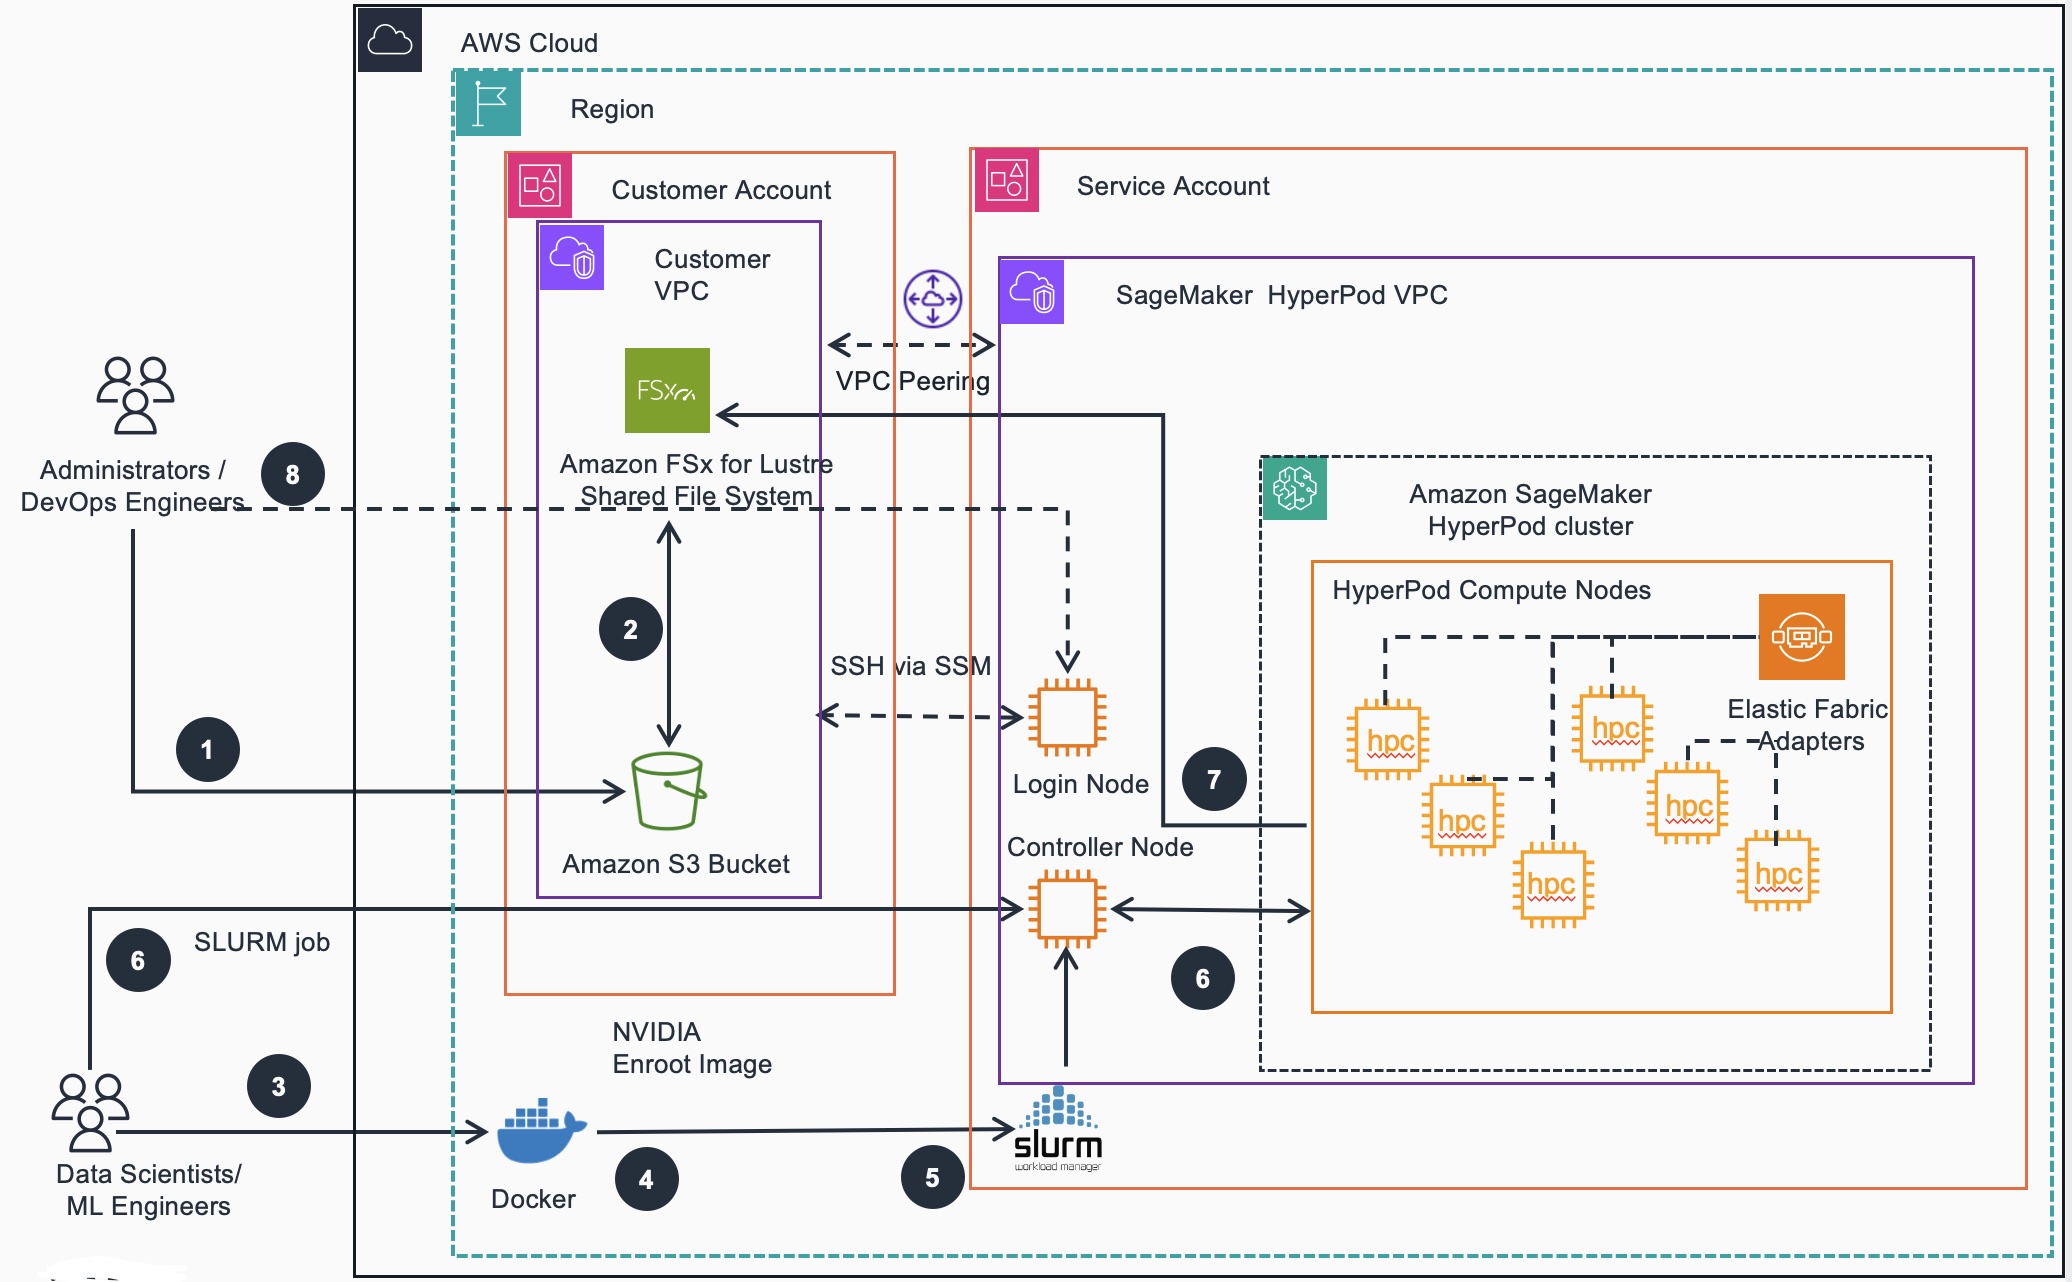 AWS Cloud
Region
Customer Account
Service Account
Customer
VPC
SageMaker HyperPod VPC
FSx
VPC Peering
Amazon FSx for Lustre
Shared File System
Administrators /
DevOps Engineers
8
Amazon SageMaker
HyperPod cluster
HyperPod Compute Nodes
2
SSH via SSM
Elastic Fabric
Adapters
hpc
hpc
hpc
hpc
hpc
hpc
1
7
Login Node
Controller Node
Amazon S3 Bucket
6
SLURM job
6
NVIDIA
Enroot Image
3
slurm
workload manager
Data Scientists/
ML Engineers
Docker
4
5